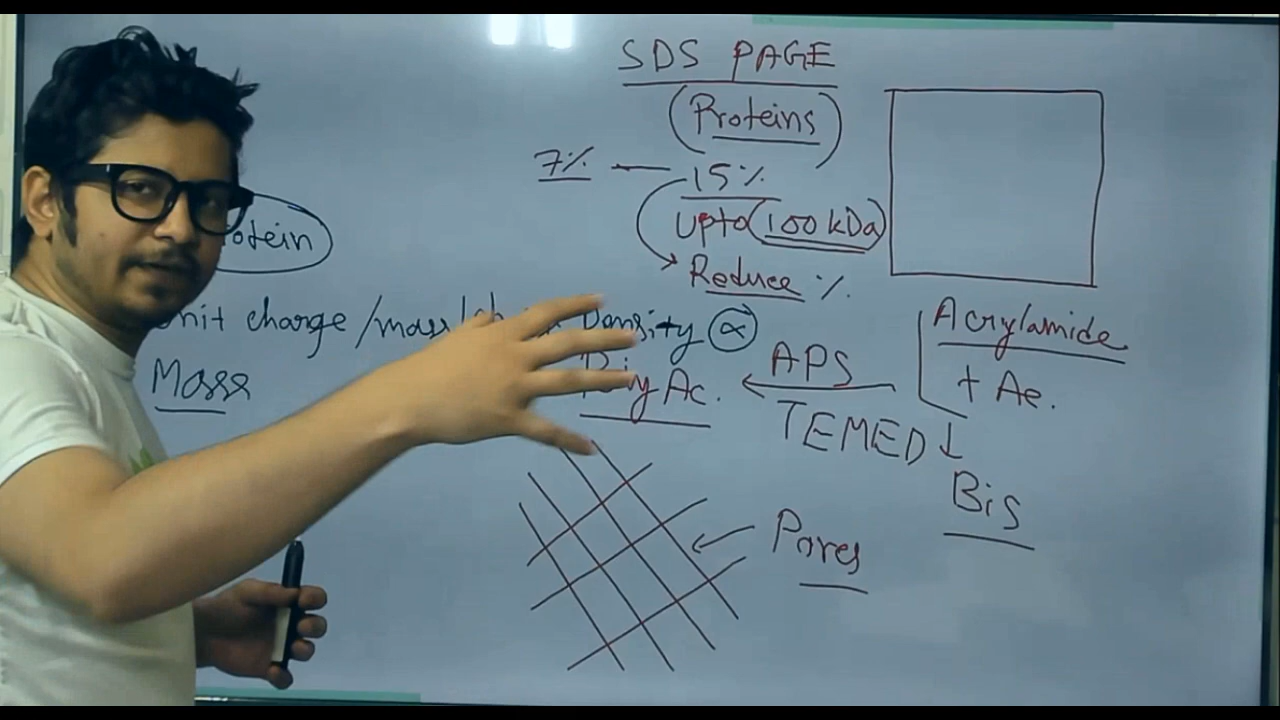 SDS PAGE
(Proteins)
7% — 15%
Upto (100 kDa)
Reduce %.
otein
nit charge / mass / Density ∝
Mass
Ac.
Acrylamide
+ Ae.
APS
TEMED
Bis
Pores